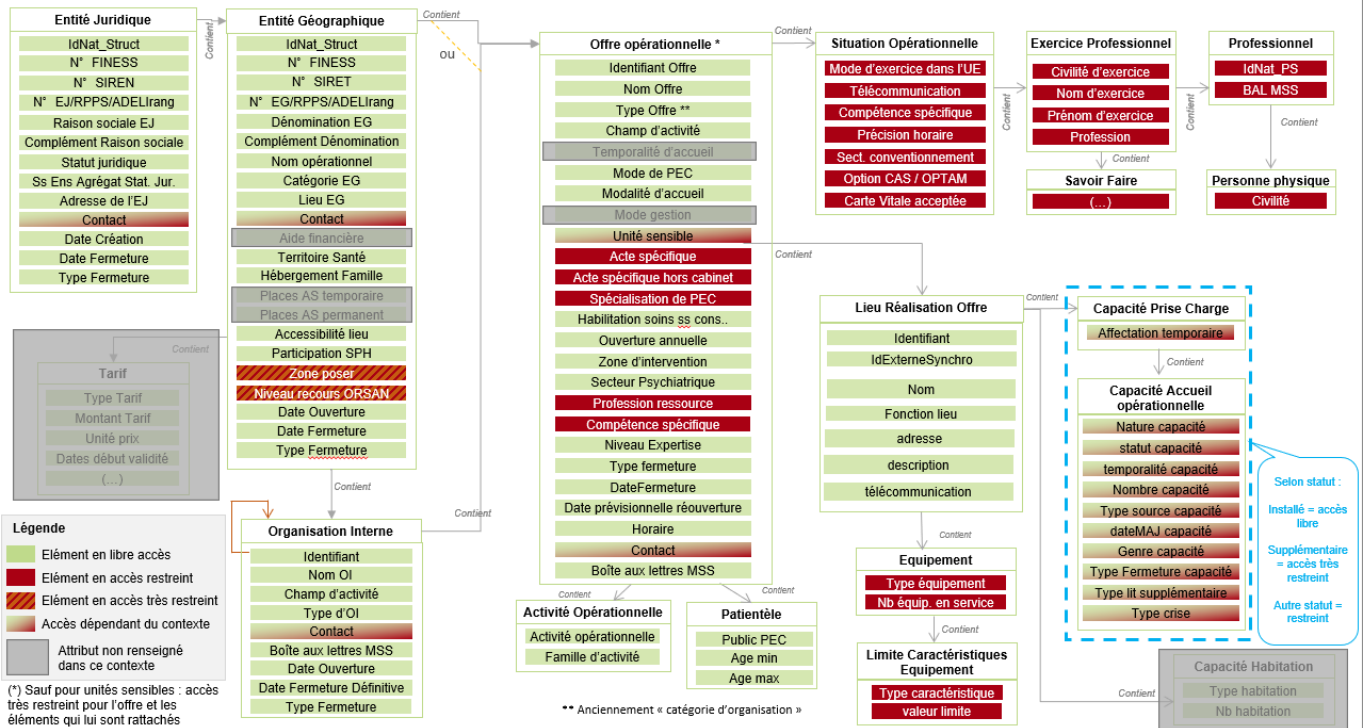 Entité Juridique
IdNat_Struct
N° FINESS
N° SIREN
N° EJ/RPPS/ADELIrang
Raison sociale EJ
Complément Raison sociale
Statut juridique
Ss Ens Agrégat Stat. Jur.
Adresse de l'EJ
Contact
Date Création
Date Fermeture
Type Fermeture
Contient
Entité Géographique
IdNat_Struct
N° FINESS
N° SIRET
N° EG/RPPS/ADELIrang
Dénomination EG
Complément Dénomination
Nom opérationnel
Catégorie EG
Lieu EG
Contact
Aide financière
Territoire Santé
Hébergement Famille
Places AS temporaire
Places AS permanent
Accessibilité lieu
Participation SPH
Zone poser
Niveau recours ORSAN
Date Ouverture
Date Fermeture
Type Fermeture
Contient
ou
Contient
Tarif
Type Tarif
Montant Tarif
Unité prix
Dates début validité
(…)
Contient
Organisation Interne
Identifiant
Nom OI
Champ d'activité
Type d'OI
Contact
Boîte aux lettres MSS
Date Ouverture
Date Fermeture Définitive
Type Fermeture
Contient
Légende
Elément en libre accès
Elément en accès restreint
Elément en accès très restreint
Accès dépendant du contexte
Attribut non renseigné
dans ce contexte
(*) Sauf pour unités sensibles : accès
très restreint pour l'offre et les
éléments qui lui sont rattachés
Offre opérationnelle *
Identifiant Offre
Nom Offre
Type Offre **
Champ d'activité
Temporalité d'accueil
Mode de PEC
Modalité d'accueil
Mode gestion
Unité sensible
Acte spécifique
Acte spécifique hors cabinet
Spécialisation de PEC
Habilitation soins ss cons..
Ouverture annuelle
Zone d'intervention
Secteur Psychiatrique
Profession ressource
Compétence spécifique
Niveau Expertise
Type fermeture
DateFermeture
Date prévisionnelle réouverture
Horaire
Contact
Boîte aux lettres MSS
Contient
Activité Opérationnelle
Activité opérationnelle
Famille d'activité
Contient
Patientèle
Public PEC
Age min
Age max
** Anciennement « catégorie d'organisation »
Contient
Situation Opérationnelle
Mode d'exercice dans l'UE
Télécommunication
Compétence spécifique
Précision horaire
Sect. conventionnement
Option CAS / OPTAM
Carte Vitale acceptée
Contient
Exercice Professionnel
Civilité d'exercice
Nom d'exercice
Prénom d'exercice
Profession
Contient
Savoir Faire
(…)
Contient
Professionnel
IdNat_PS
BAL MSS
Contient
Personne physique
Civilité
Contient
Lieu Réalisation Offre
Identifiant
IdExterneSynchro
Nom
Fonction lieu
adresse
description
télécommunication
Contient
Equipement
Type équipement
Nb équip. en service
Contient
Limite Caractéristiques
Equipement
Type caractéristique
valeur limite
Contient
Capacité Prise Charge
Affectation temporaire
Contient
Capacité Accueil
opérationnelle
Nature capacité
statut capacité
temporalité capacité
Nombre capacité
Type source capacité
dateMAJ capacité
Genre capacité
Type Fermeture capacité
Type lit supplémentaire
Type crise
Selon statut :
Installé = accès
libre
Supplémentaire
= accès très
restreint
Autre statut =
restreint
Contient
Capacité Habitation
Type habitation
Nb habitation